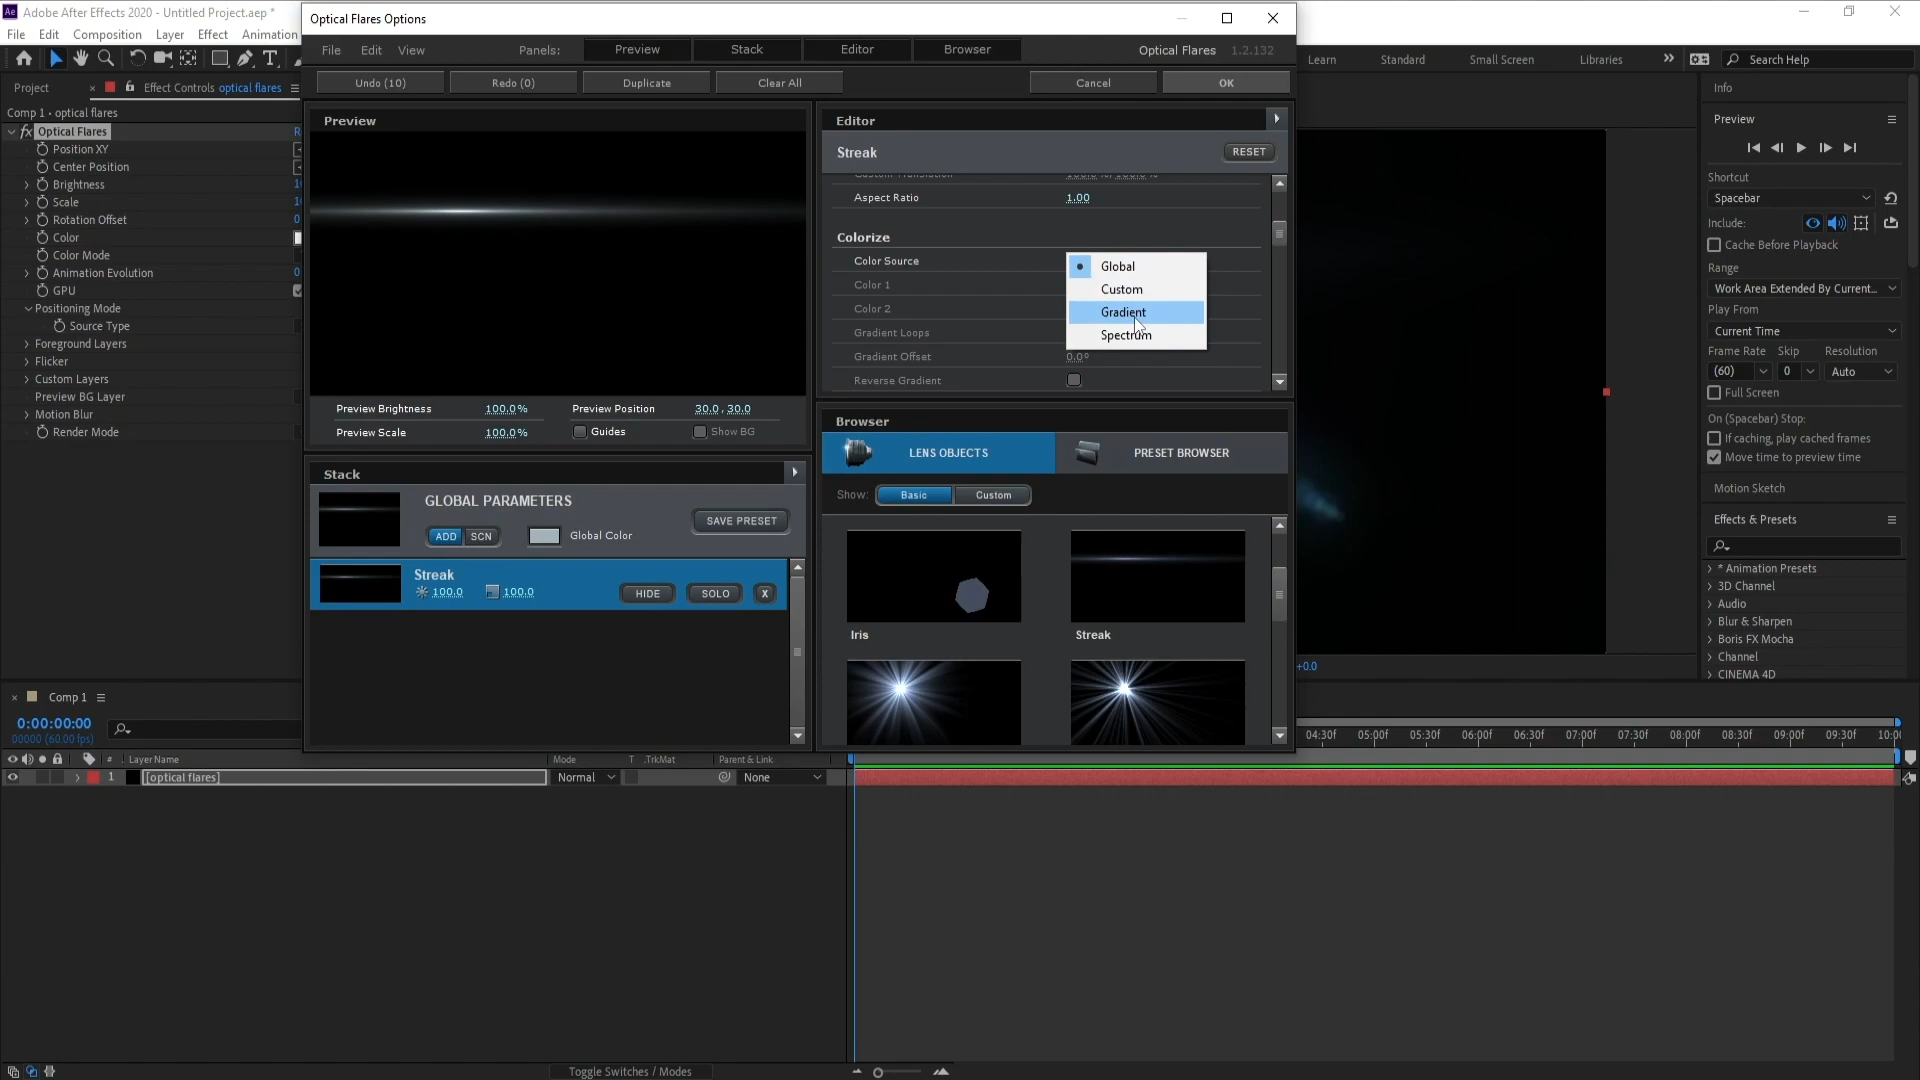 Adobe After Effects 2020 - Untitled Project.aep *
File Edit Composition Layer Effect Animation
Learn Standard Small Screen Libraries » Search Help
Project × Effect Controls optical flares
Comp 1 • optical flares
fx Optical Flares
Position XY
Center Position
Brightness
Scale
Rotation Offset
Color
Color Mode
Animation Evolution
GPU
Positioning Mode
Source Type
Foreground Layers
Flicker
Custom Layers
Preview BG Layer
Motion Blur
Render Mode
Optical Flares Options
File Edit View Panels: Preview Stack Editor Browser Optical Flares 1.2.132
Undo (10) Redo (0) Duplicate Clear All Cancel OK
Preview
Preview Brightness 100.0% Preview Position 30.0 , 30.0
Preview Scale 100.0% Guides Show BG
Stack
GLOBAL PARAMETERS
ADD SCN Global Color SAVE PRESET
Streak
100.0 100.0 HIDE SOLO X
Editor
Streak RESET
Aspect Ratio 1.00
Colorize
Color Source
Color 1
Color 2
Gradient Loops
Gradient Offset 0.0°
Reverse Gradient
Global
Custom
Gradient
Spectrum
Browser
LENS OBJECTS PRESET BROWSER
Show: Basic Custom
Iris Streak
+0.0
Info
Preview
Shortcut
Spacebar
Include:
Cache Before Playback
Range
Work Area Extended By Current...
Play From
Current Time
Frame Rate Skip Resolution
(60) 0 Auto
Full Screen
On (Spacebar) Stop:
If caching, play cached frames
Move time to preview time
Motion Sketch
Effects & Presets
* Animation Presets
3D Channel
Audio
Blur & Sharpen
Boris FX Mocha
Channel
CINEMA 4D
× Comp 1
0:00:00:00
00000 (60.00 fps)
04:30f 05:00f 05:30f 06:00f 06:30f 07:00f 07:30f 08:00f 08:30f 09:00f 09:30f
# Layer Name Mode T .TrkMat Parent & Link
1 [optical flares] Normal None
Toggle Switches / Modes